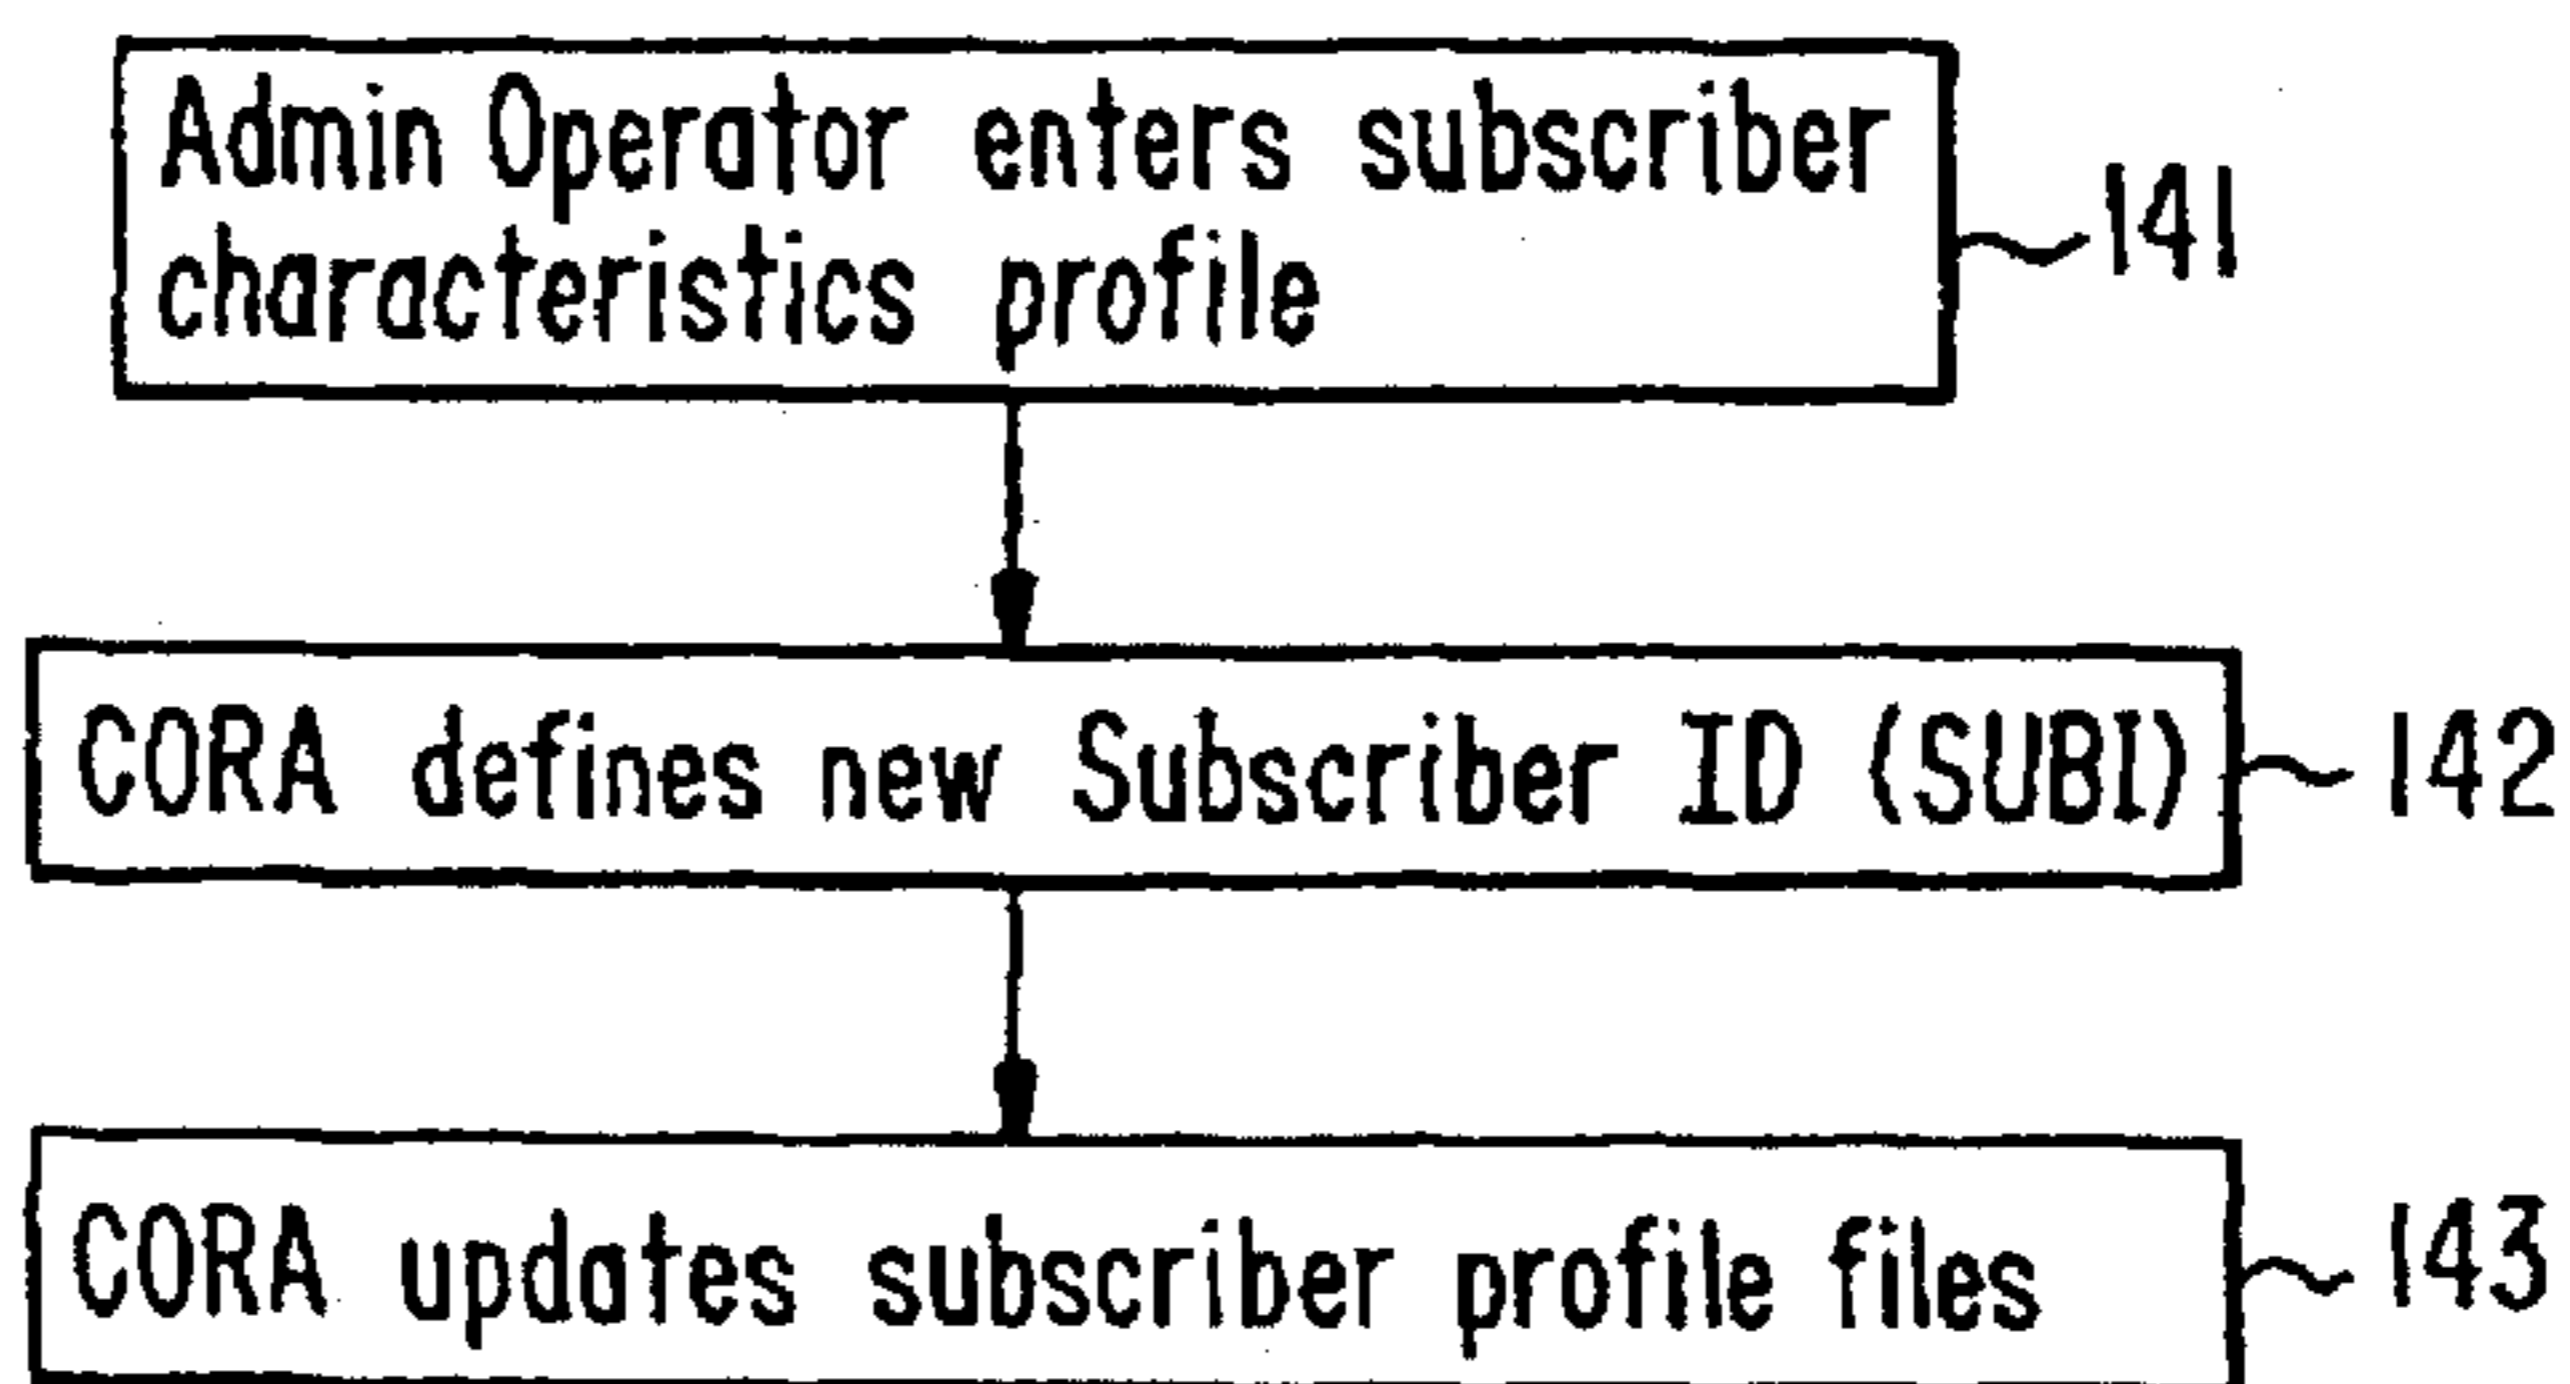 Admin Operator enters subscriber
characteristics profile
141
CORA defines new Subscriber ID (SUBI)
142
CORA updates subscriber profile files
143